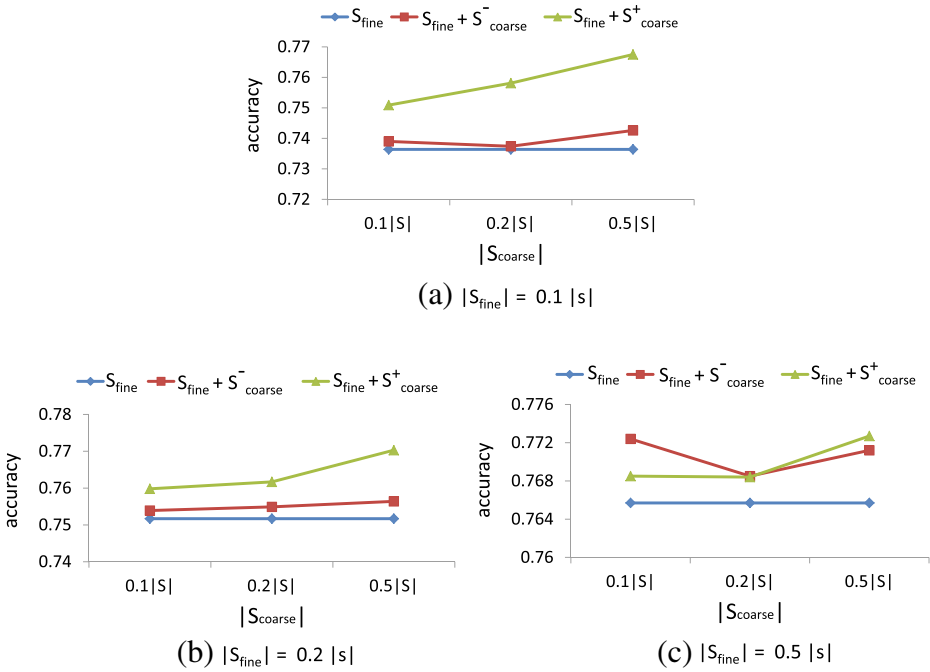 S_fine S_fine + S⁻_coarse S_fine + S⁺_coarse
0.77
0.76
0.75
0.74
0.73
0.72
accuracy
0.1|S| 0.2|S| 0.5|S|
|S_coarse|
(a) |S_fine| = 0.1 |s|
S_fine S_fine + S⁻_coarse S_fine + S⁺_coarse
0.78
0.77
0.76
0.75
0.74
accuracy
0.1|S| 0.2|S| 0.5|S|
|S_coarse|
(b) |S_fine| = 0.2 |s|
S_fine S_fine + S⁻_coarse S_fine + S⁺_coarse
0.776
0.772
0.768
0.764
0.76
accuracy
0.1|S| 0.2|S| 0.5|S|
|S_coarse|
(c) |S_fine| = 0.5 |s|